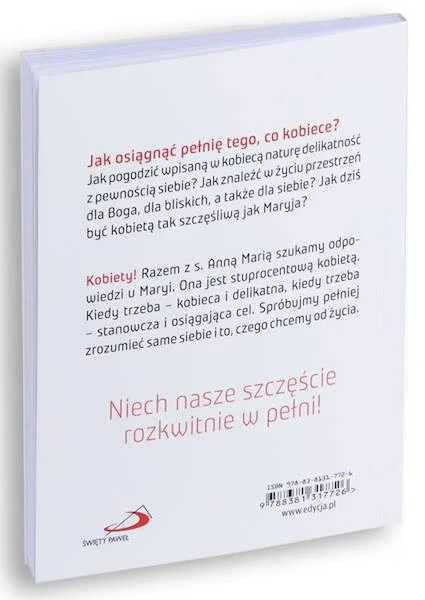 Jak osiągnąć pełnię tego, co kobiece?
Jak pogodzić wpisaną w kobiecą naturę delikatność
z pewnością siebie? Jak znaleźć w życiu przestrzeń
dla Boga, dla bliskich, a także dla siebie? Jak dziś
być kobietą tak szczęśliwą jak Maryja?
Kobiety! Razem z s. Anną Marią szukamy odpo-
wiedzi u Maryi. Ona jest stuprocentową kobietą.
Kiedy trzeba – kobieca i delikatna, kiedy trzeba
– stanowcza i osiągająca cel. Spróbujmy pełniej
zrozumieć same siebie i to, czego chcemy od życia.
Niech nasze szczęście
rozkwitnie w pełni!
ISBN 978-83-8131-772-6
9 788381 317726
www.edycja.pl
ŚWIĘTY PAWEŁ